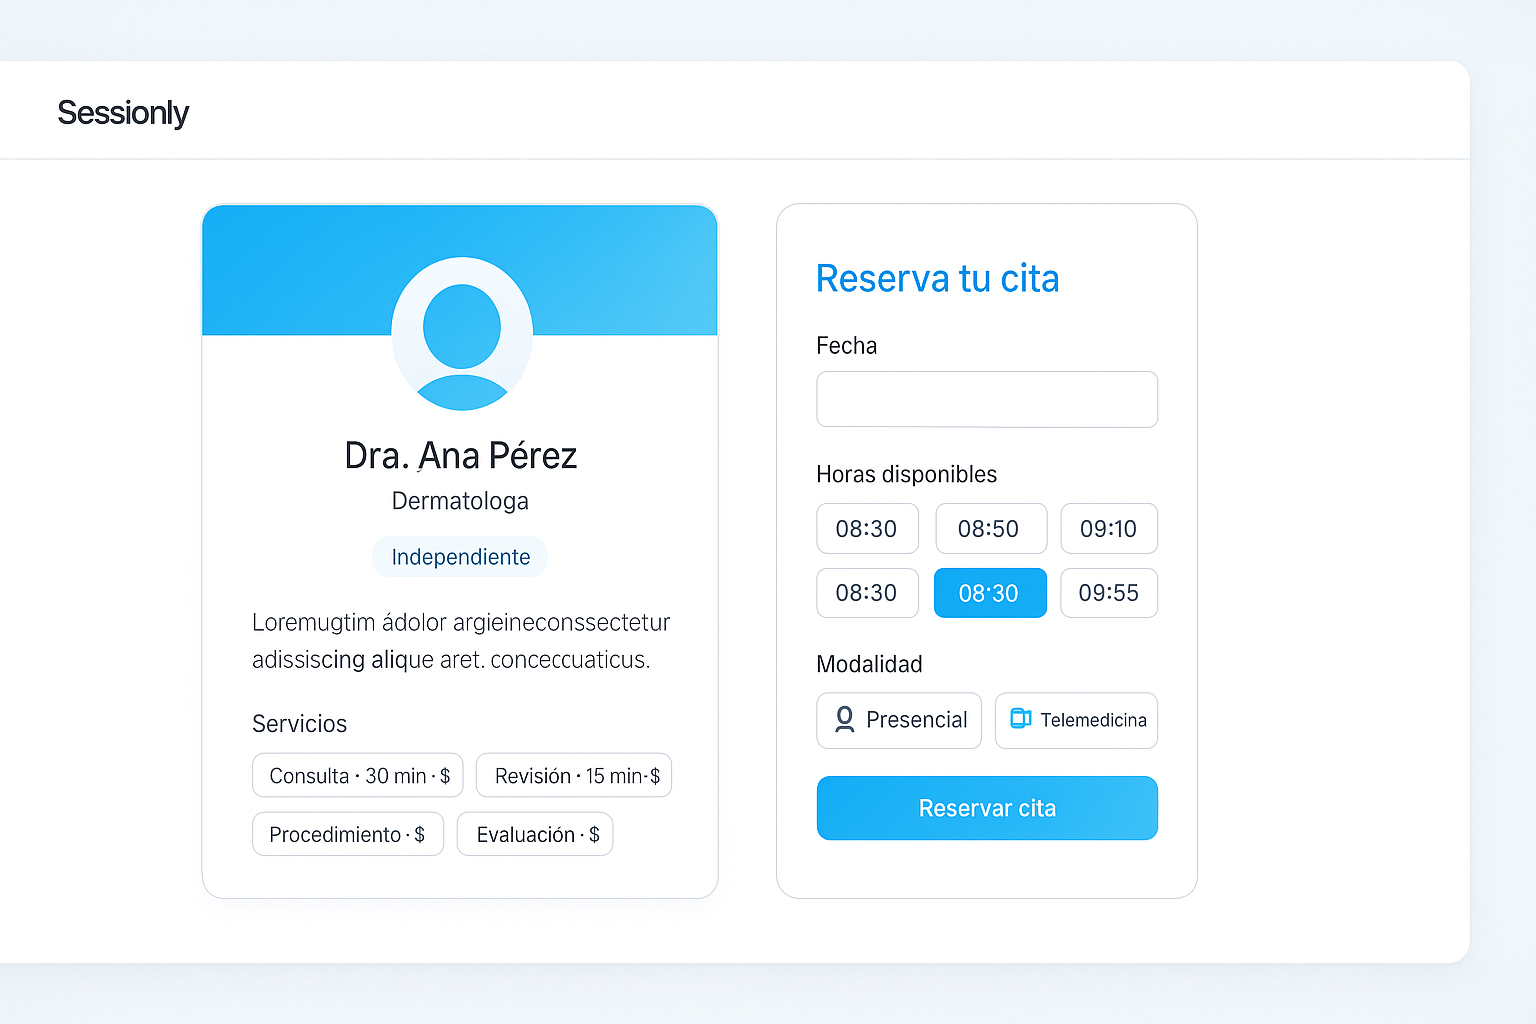 Sessionly
Dra. Ana Pérez
Dermatologa
Independiente
Loremugtim ádolor argieineconssectetur
adissiscing alique aret. conceccuaticus.
Servicios
Consulta · 30 min · $
Revisión · 15 min·$
Procedimiento · $
Evaluación · $
Reserva tu cita
Fecha
Horas disponibles
08:30 08:50 09:10
08:30 08:30 09:55
Modalidad
Presencial Telemedicina
Reservar cita